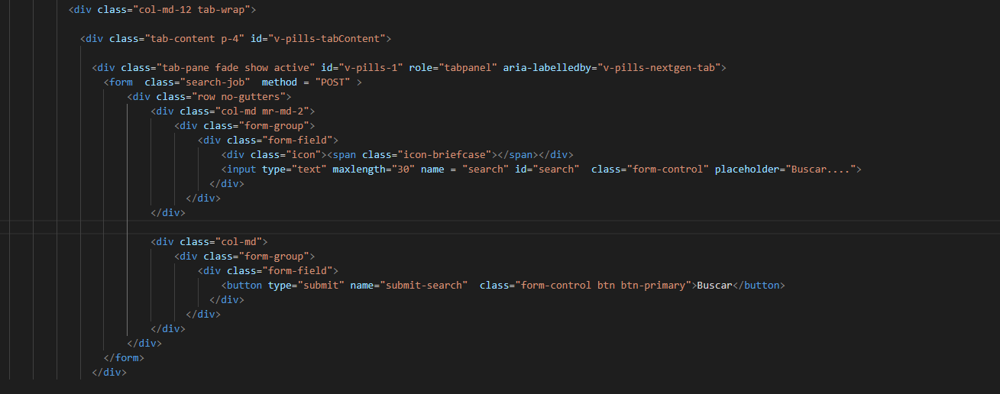 <div class="col-md-12 tab-wrap">
<div class="tab-content p-4" id="v-pills-tabContent">
<div class="tab-pane fade show active" id="v-pills-1" role="tabpanel" aria-labelledby="v-pills-nextgen-tab">
<form  class="search-job"  method = "POST" >
<div class="row no-gutters">
<div class="col-md mr-md-2">
<div class="form-group">
<div class="form-field">
<div class="icon"><span class="icon-briefcase"></span></div>
<input type="text" maxlength="30" name = "search" id="search"  class="form-control" placeholder="Buscar....">
</div>
</div>
</div>
<div class="col-md">
<div class="form-group">
<div class="form-field">
<button type="submit" name="submit-search"  class="form-control btn btn-primary">Buscar</button>
</div>
</div>
</div>
</div>
</form>
</div>